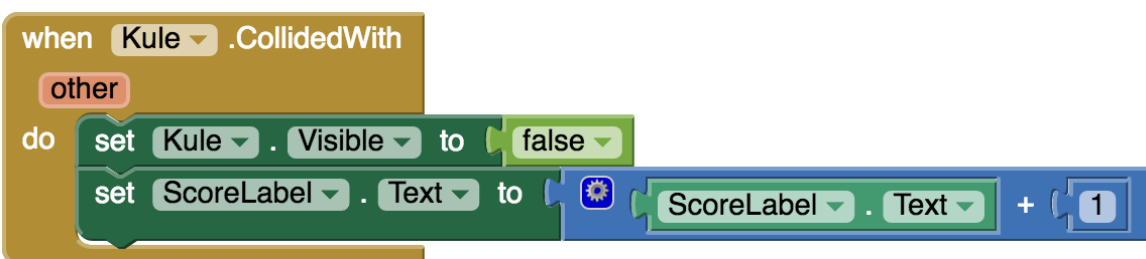 when Kule .CollidedWith
other
do set Kule . Visible to false
set ScoreLabel . Text to ScoreLabel . Text + 1